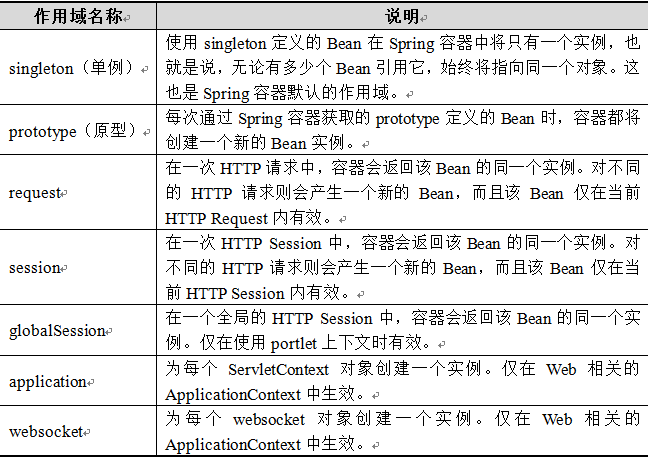 作用域名称 说明
singleton（单例）
使用 singleton 定义的 Bean 在 Spring 容器中将只有一个实例，也
就是说，无论有多少个 Bean 引用它，始终将指向同一个对象。这
也是 Spring 容器默认的作用域。
prototype（原型）
每次通过 Spring 容器获取的 prototype 定义的 Bean 时，容器都将
创建一个新的 Bean 实例。
request
在一次 HTTP 请求中，容器会返回该 Bean 的同一个实例。对不同
的 HTTP 请求则会产生一个新的 Bean，而且该 Bean 仅在当前
HTTP Request 内有效。
session
在一次 HTTP Session 中，容器会返回该 Bean 的同一个实例。对
不同的 HTTP 请求则会产生一个新的 Bean，而且该 Bean 仅在当
前 HTTP Session 内有效。
globalSession
在一个全局的 HTTP Session 中，容器会返回该 Bean 的同一个实
例。仅在使用 portlet 上下文时有效。
application
为每个 ServletContext 对象创建一个实例。仅在 Web 相关的
ApplicationContext 中生效。
websocket
为每个 websocket 对象创建一个实例。仅在 Web 相关的
ApplicationContext 中生效。